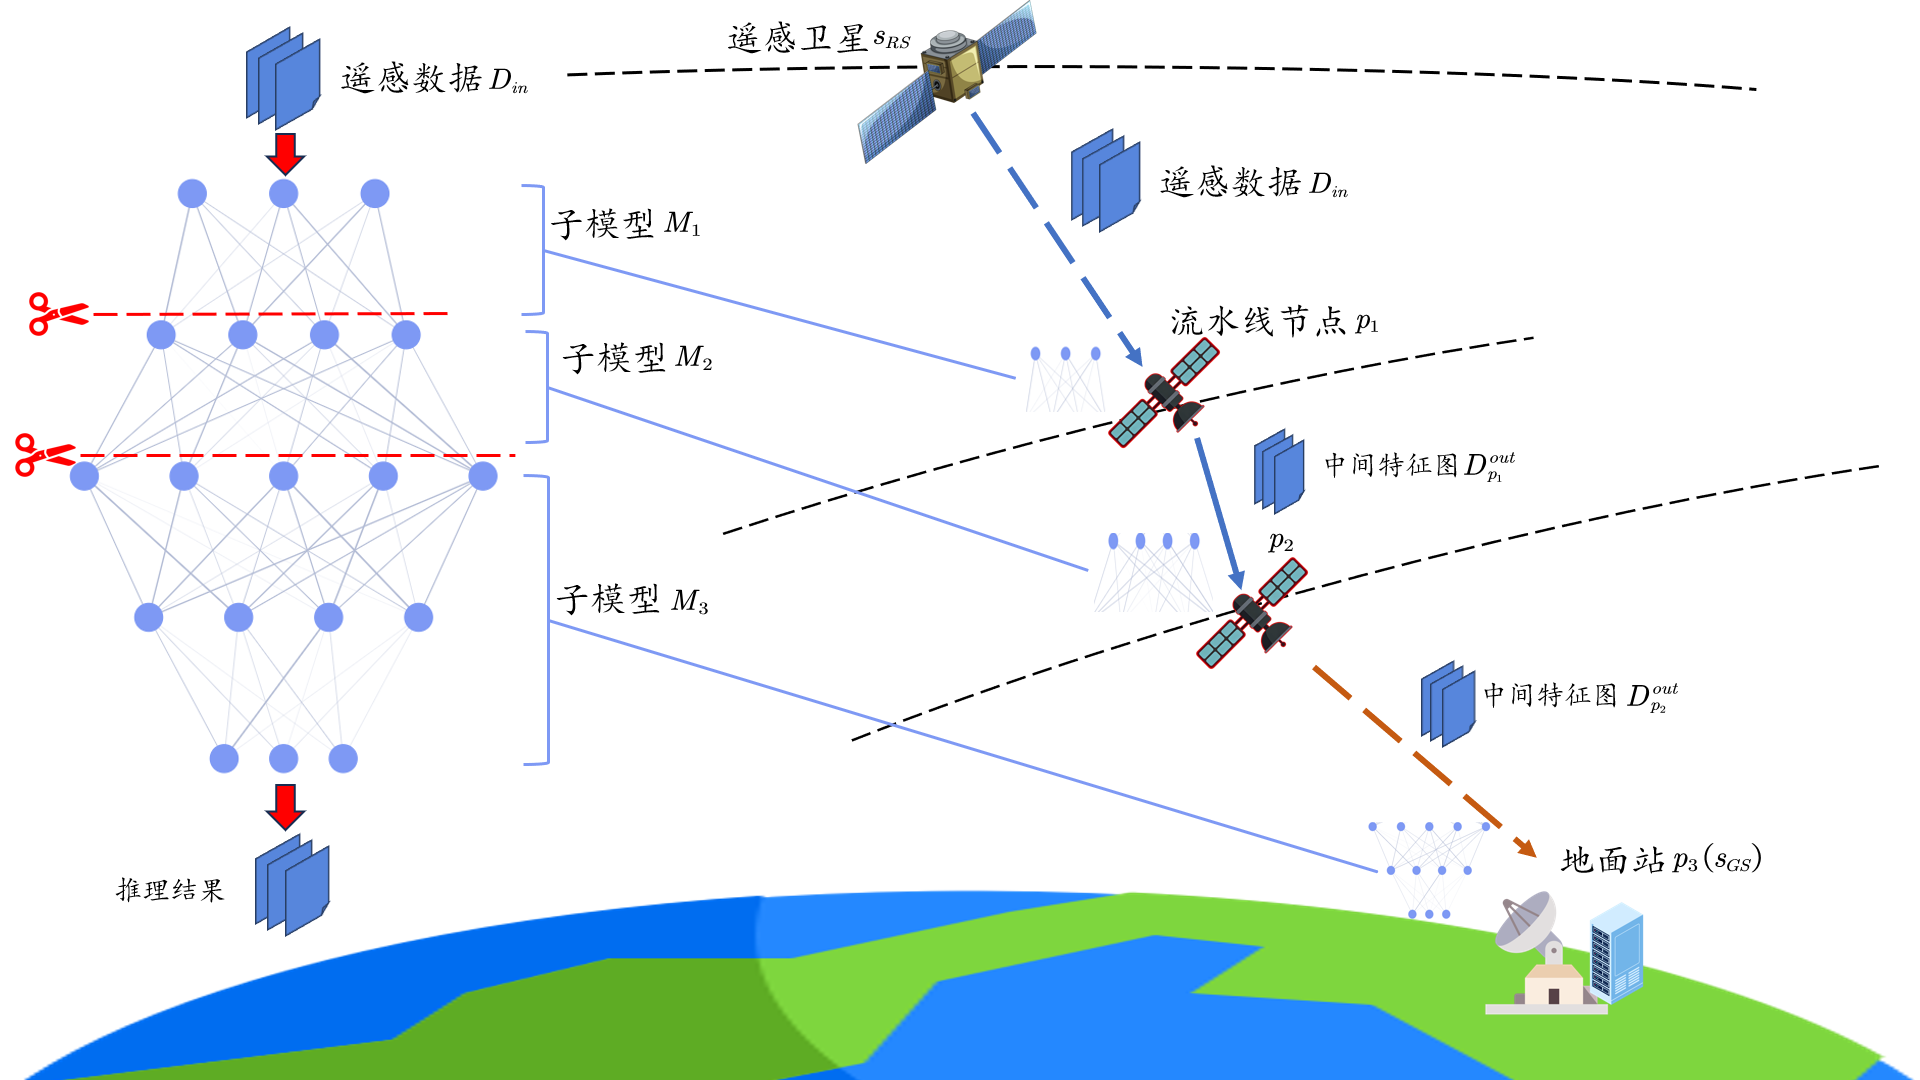 遥感数据 D_{in}
子模型 M_1
子模型 M_2
子模型 M_3
推理结果
遥感卫星 s_{RS}
遥感数据 D_{in}
流水线节点 p_1
中间特征图 D_{p_1}^{out}
p_2
中间特征图 D_{p_2}^{out}
地面站 p_3(s_{GS})